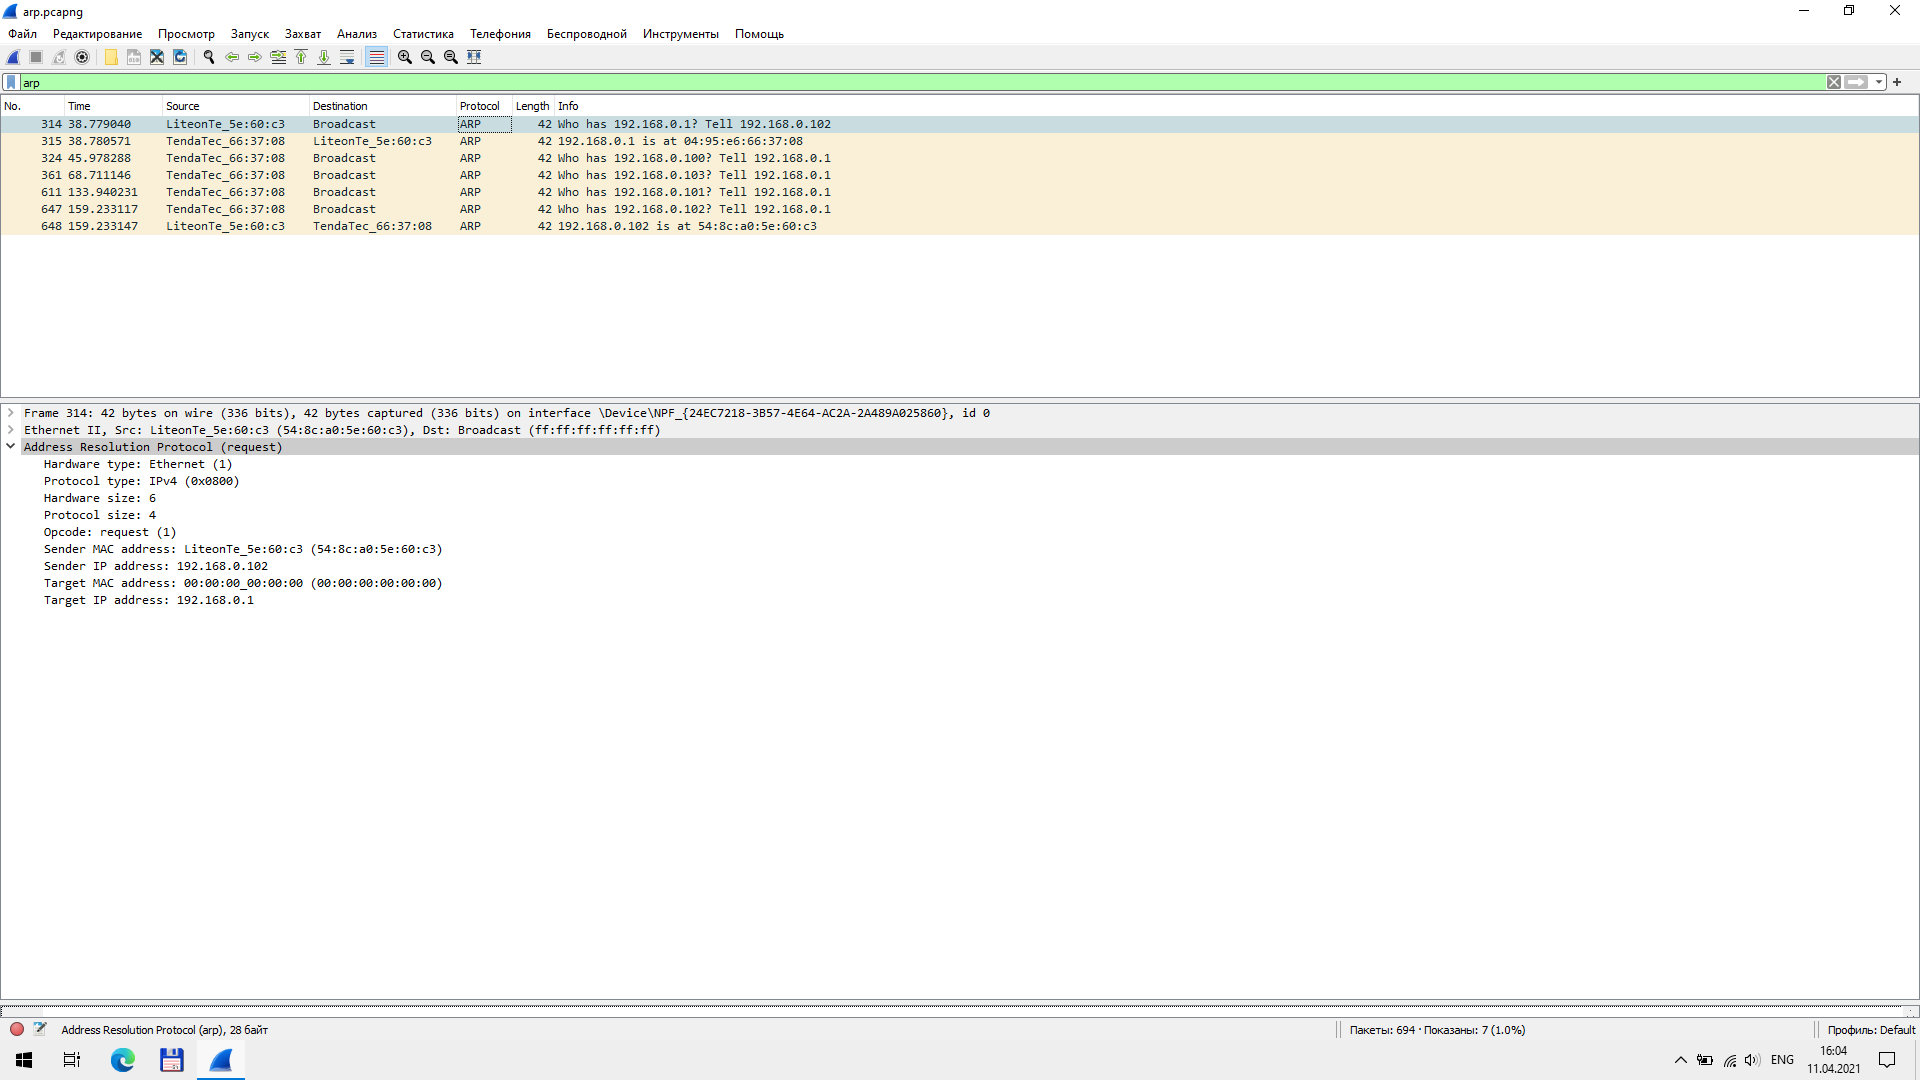 arp.pcapng
Файл Редактирование Просмотр Запуск Захват Анализ Статистика Телефония Беспроводной Инструменты Помощь
arp
No. Time Source Destination Protocol Length Info
314 38.779040 LiteonTe_5e:60:c3 Broadcast ARP 42 Who has 192.168.0.1? Tell 192.168.0.102
315 38.780571 TendaTec_66:37:08 LiteonTe_5e:60:c3 ARP 42 192.168.0.1 is at 04:95:e6:66:37:08
324 45.978288 TendaTec_66:37:08 Broadcast ARP 42 Who has 192.168.0.100? Tell 192.168.0.1
361 68.711146 TendaTec_66:37:08 Broadcast ARP 42 Who has 192.168.0.103? Tell 192.168.0.1
611 133.940231 TendaTec_66:37:08 Broadcast ARP 42 Who has 192.168.0.101? Tell 192.168.0.1
647 159.233117 TendaTec_66:37:08 Broadcast ARP 42 Who has 192.168.0.102? Tell 192.168.0.1
648 159.233147 LiteonTe_5e:60:c3 TendaTec_66:37:08 ARP 42 192.168.0.102 is at 54:8c:a0:5e:60:c3
Frame 314: 42 bytes on wire (336 bits), 42 bytes captured (336 bits) on interface \Device\NPF_{24EC7218-3B57-4E64-AC2A-2A489A025860}, id 0
Ethernet II, Src: LiteonTe_5e:60:c3 (54:8c:a0:5e:60:c3), Dst: Broadcast (ff:ff:ff:ff:ff:ff)
Address Resolution Protocol (request)
Hardware type: Ethernet (1)
Protocol type: IPv4 (0x0800)
Hardware size: 6
Protocol size: 4
Opcode: request (1)
Sender MAC address: LiteonTe_5e:60:c3 (54:8c:a0:5e:60:c3)
Sender IP address: 192.168.0.102
Target MAC address: 00:00:00_00:00:00 (00:00:00:00:00:00)
Target IP address: 192.168.0.1
Address Resolution Protocol (arp), 28 байт
Пакеты: 694 · Показаны: 7 (1.0%)
Профиль: Default
ENG
16:04
11.04.2021